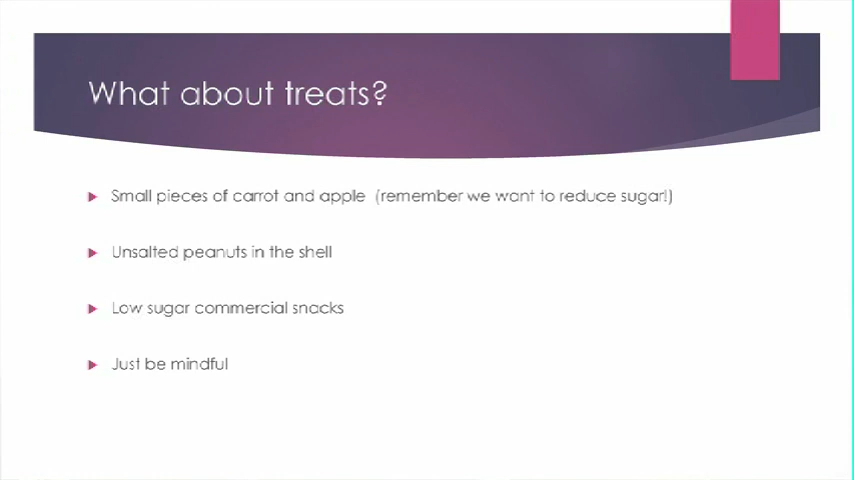 What about treats?
Small pieces of carrot and apple (remember we want to reduce sugar!)
Unsalted peanuts in the shell
Low sugar commercial snacks
Just be mindful